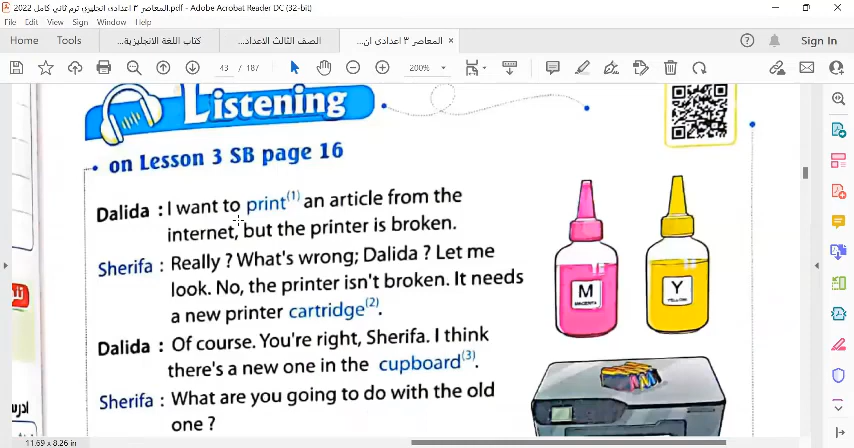 المعاصر ٣ اعدادى انجليزي ترم ثاني كامل 2022.pdf - Adobe Acrobat Reader DC (32-bit)
File Edit View Sign Window Help
Home Tools كتاب اللغة الانجليزية... الصف الثالث الاعداد... المعاصر ٣ اعدادى ان... × Sign In
43 / 187 200%
Listening
on Lesson 3 SB page 16
Dalida : I want to print(1) an article from the
internet, but the printer is broken.
Sherifa : Really ? What's wrong; Dalida ? Let me
look. No, the printer isn't broken. It needs
a new printer cartridge(2).
Dalida : Of course. You're right, Sherifa. I think
there's a new one in the cupboard(3).
Sherifa : What are you going to do with the old
one ?
M
MAGENTA
Y
YELLOW
11.69 x 8.26 in